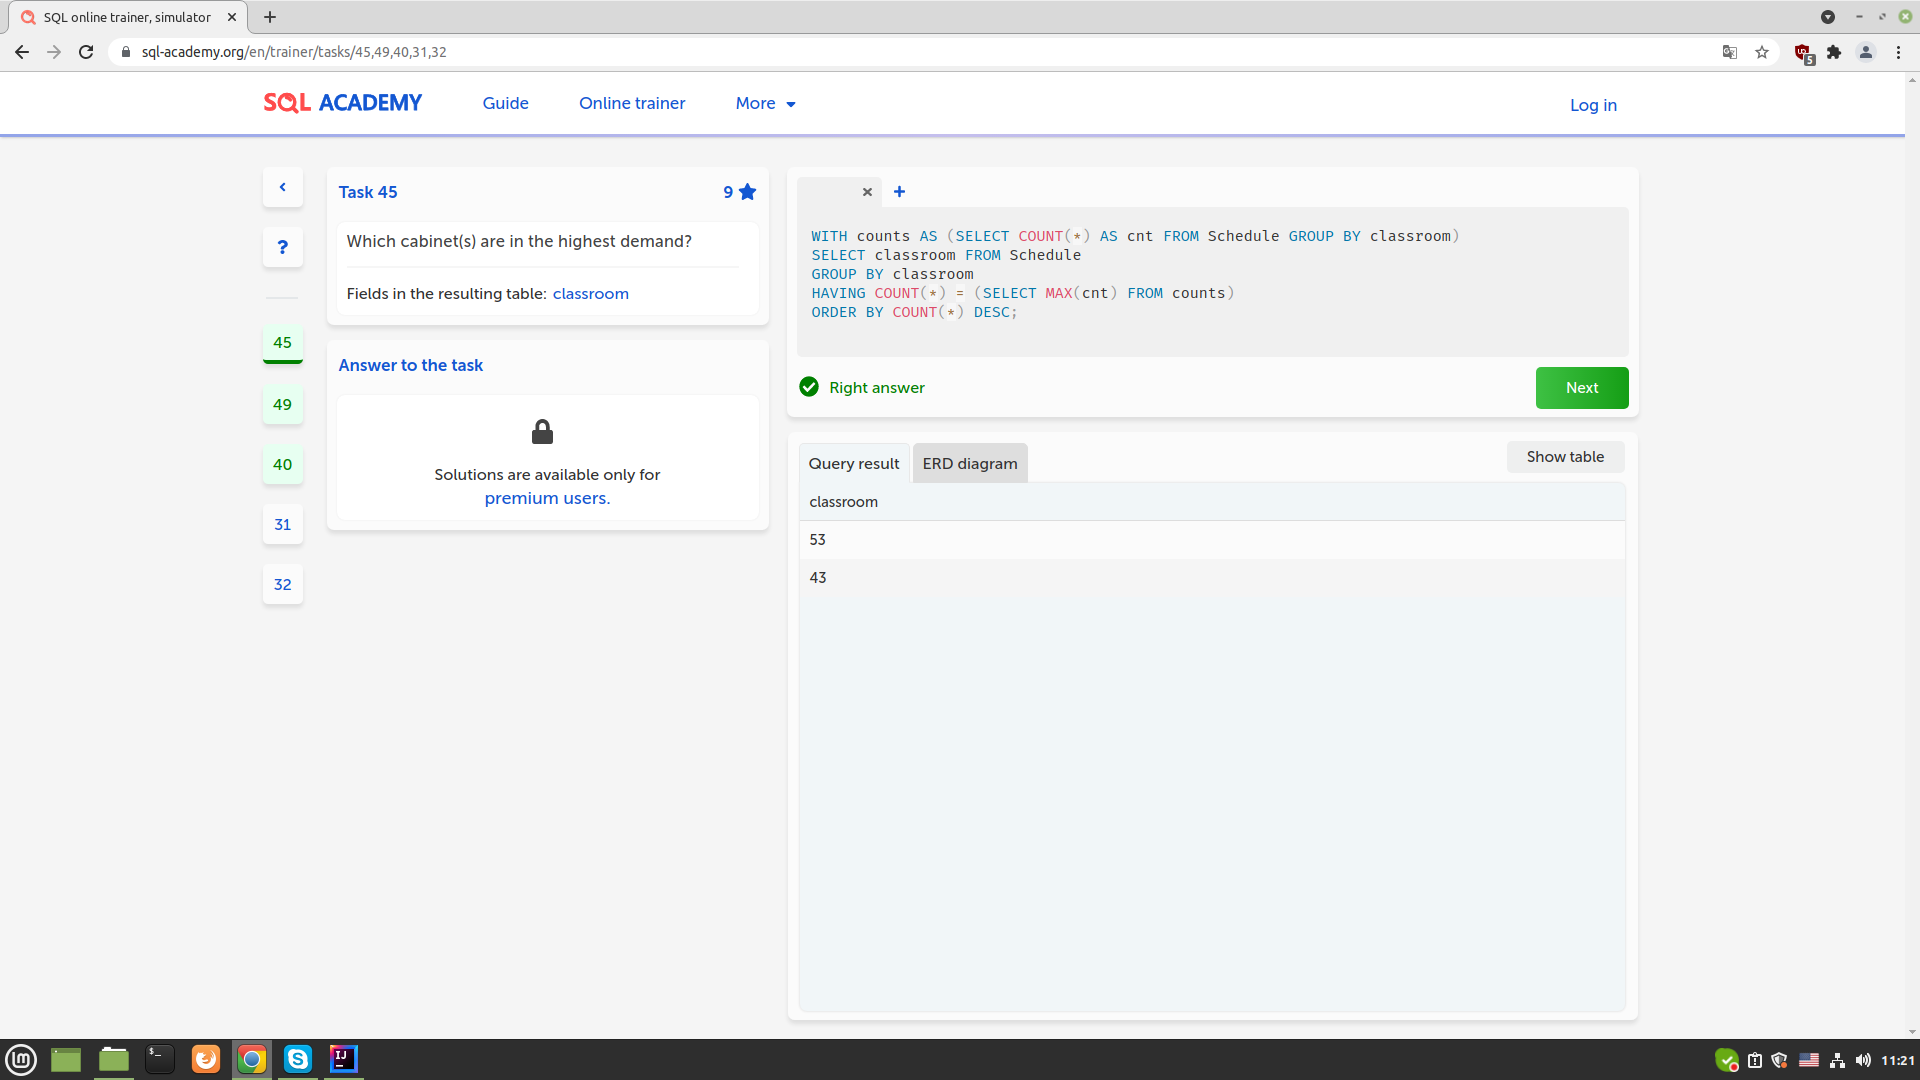 SQL online trainer, simulator
sql-academy.org/en/trainer/tasks/45,49,40,31,32
5
SQL ACADEMY
Guide
Online trainer
More
Log in
?
45
49
40
31
32
Task 45
9
Which cabinet(s) are in the highest demand?
Fields in the resulting table: classroom
Answer to the task
Solutions are available only for
premium users.
WITH counts AS (SELECT COUNT(*) AS cnt FROM Schedule GROUP BY classroom)
SELECT classroom FROM Schedule
GROUP BY classroom
HAVING COUNT(*) = (SELECT MAX(cnt) FROM counts)
ORDER BY COUNT(*) DESC;
Right answer
Next
Query result
ERD diagram
Show table
classroom
53
43
11:21